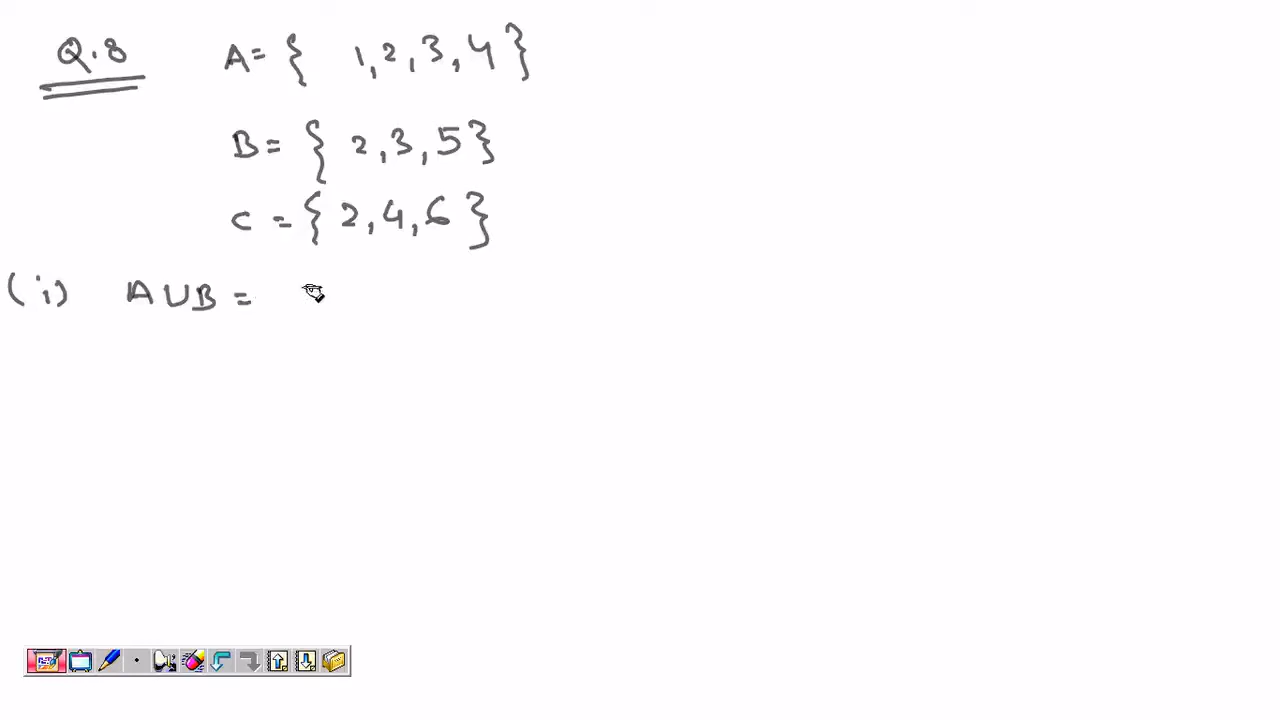 Q.8 A= { 1,2,3,4 }
B= { 2,3,5 }
C = { 2,4,6 }
(i) A∪B =